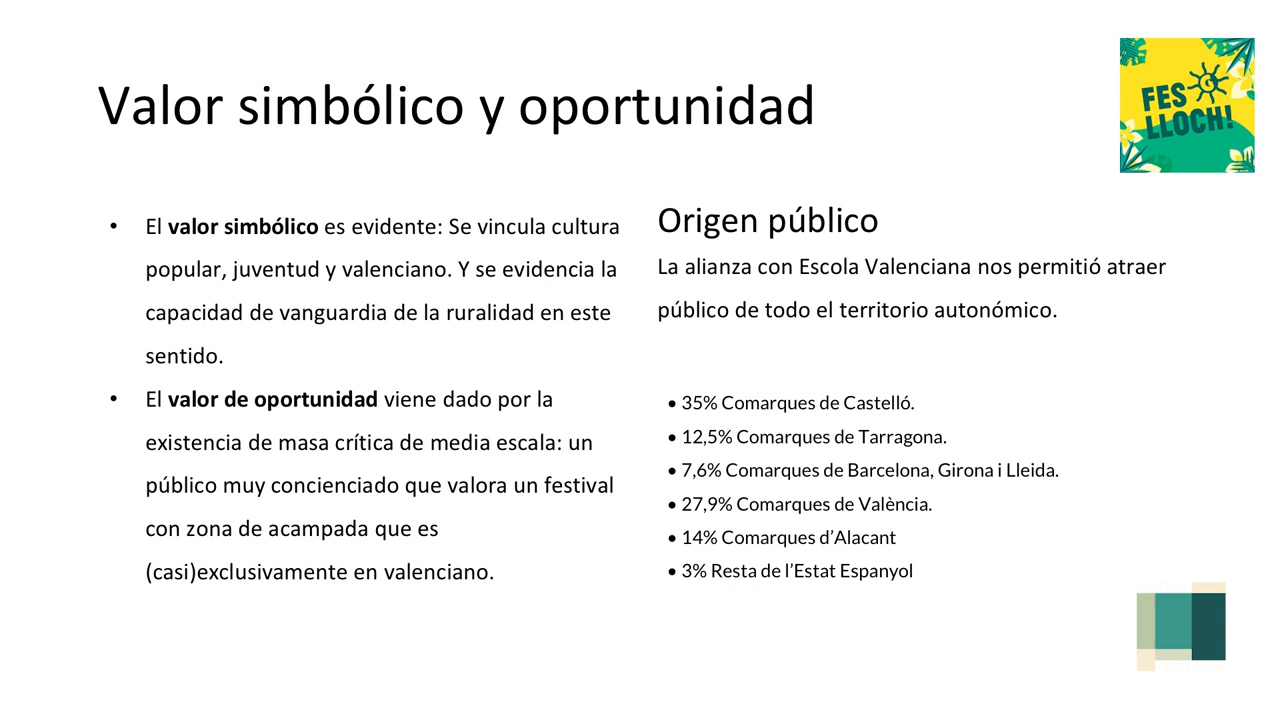 Valor simbólico y oportunidad
FES
LLOCH!
• El valor simbólico es evidente: Se vincula cultura
popular, juventud y valenciano. Y se evidencia la
capacidad de vanguardia de la ruralidad en este
sentido.
• El valor de oportunidad viene dado por la
existencia de masa crítica de media escala: un
público muy concienciado que valora un festival
con zona de acampada que es
(casi)exclusivamente en valenciano.
Origen público
La alianza con Escola Valenciana nos permitió atraer
público de todo el territorio autonómico.
• 35% Comarques de Castelló.
• 12,5% Comarques de Tarragona.
• 7,6% Comarques de Barcelona, Girona i Lleida.
• 27,9% Comarques de València.
• 14% Comarques d’Alacant
• 3% Resta de l’Estat Espanyol